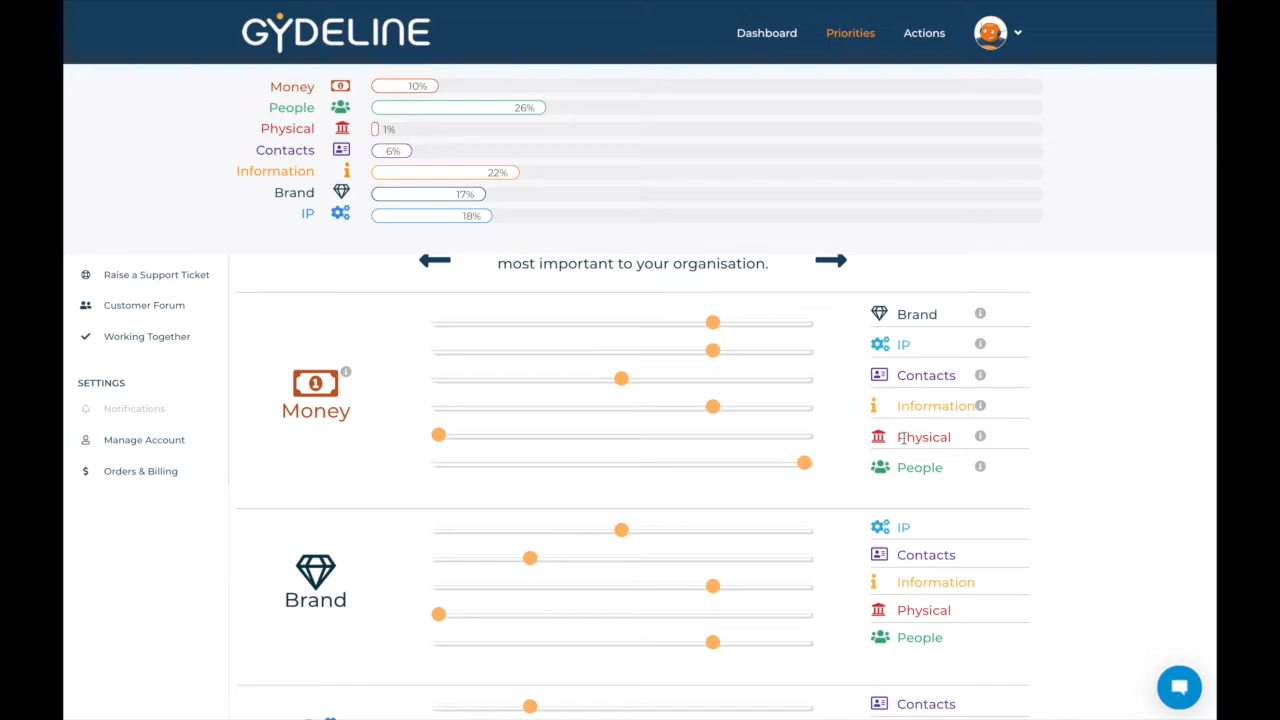 GYDELINE
Dashboard
Priorities
Actions
Money 10%
People 26%
Physical 1%
Contacts 6%
Information 22%
Brand 17%
IP 18%
most important to your organisation.
Raise a Support Ticket
Customer Forum
Working Together
SETTINGS
Notifications
Manage Account
Orders & Billing
Money
Brand
IP
Contacts
Information
Physical
People
Brand
IP
Contacts
Information
Physical
People
Contacts